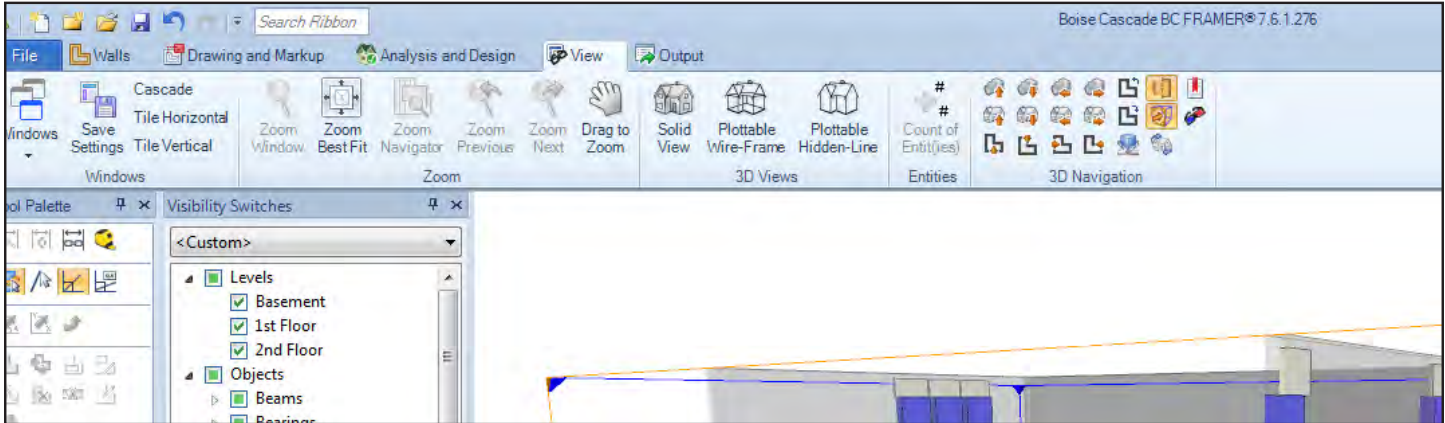 Search Ribbon
Boise Cascade BC FRAMER® 7.6.1.276
File Walls Drawing and Markup Analysis and Design View Output
Cascade
Tile Horizontal
Tile Vertical
Windows
Save Settings
Zoom Window
Zoom Best Fit
Zoom Navigator
Zoom Previous
Zoom Next
Drag to Zoom
Solid View
Plottable Wire-Frame
Plottable Hidden-Line
# #
Count of Entit(ies)
Windows Zoom 3D Views Entities 3D Navigation
ool Palette
Visibility Switches
<Custom>
Levels
Basement
1st Floor
2nd Floor
Objects
Beams
Bearings